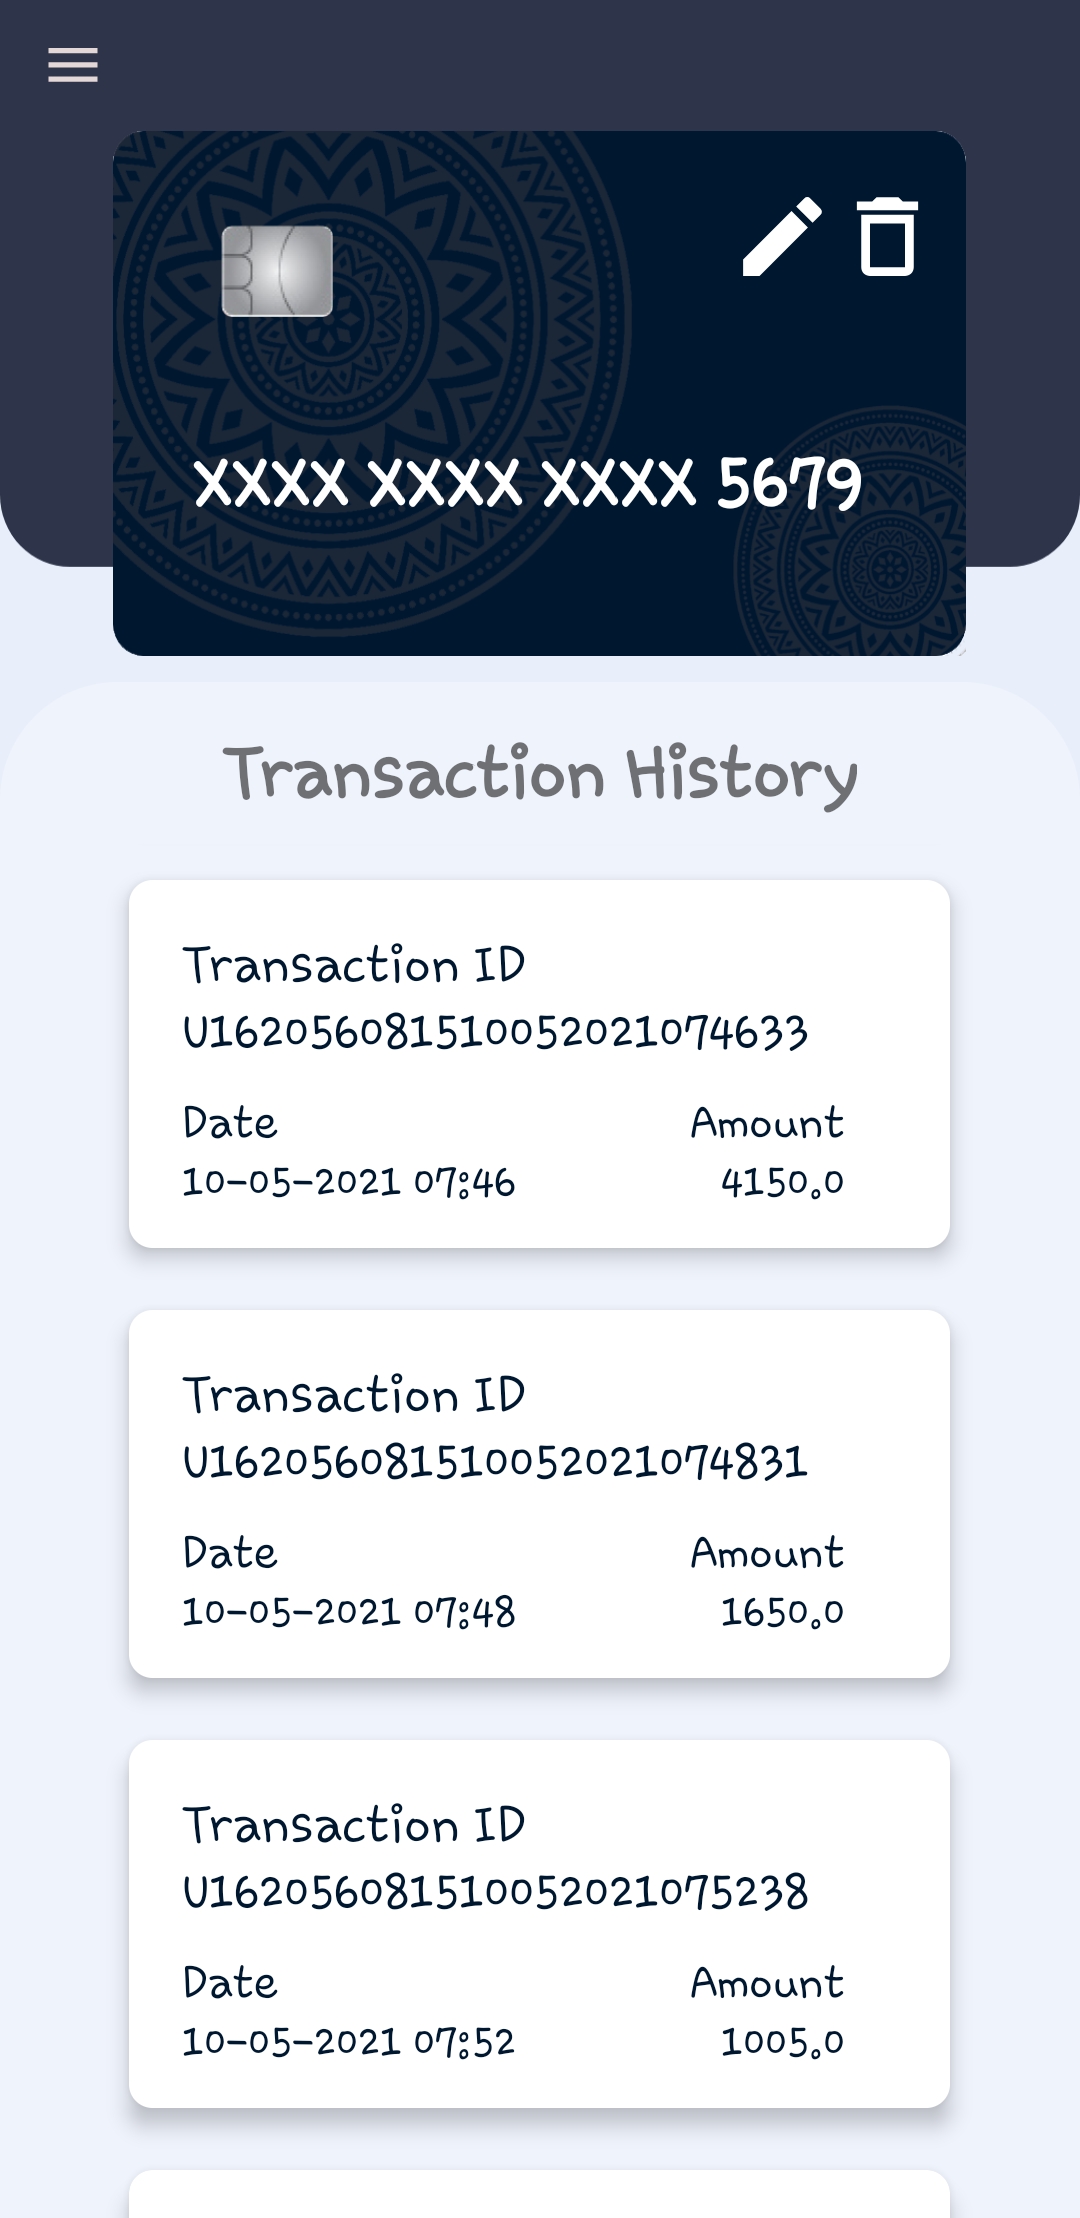 XXXX XXXX XXXX 5679
Transaction History
Transaction ID
U162056081510052021074633
Date Amount
10-05-2021 07:46 4150.0
Transaction ID
U162056081510052021074831
Date Amount
10-05-2021 07:48 1650.0
Transaction ID
U162056081510052021075238
Date Amount
10-05-2021 07:52 1005.0